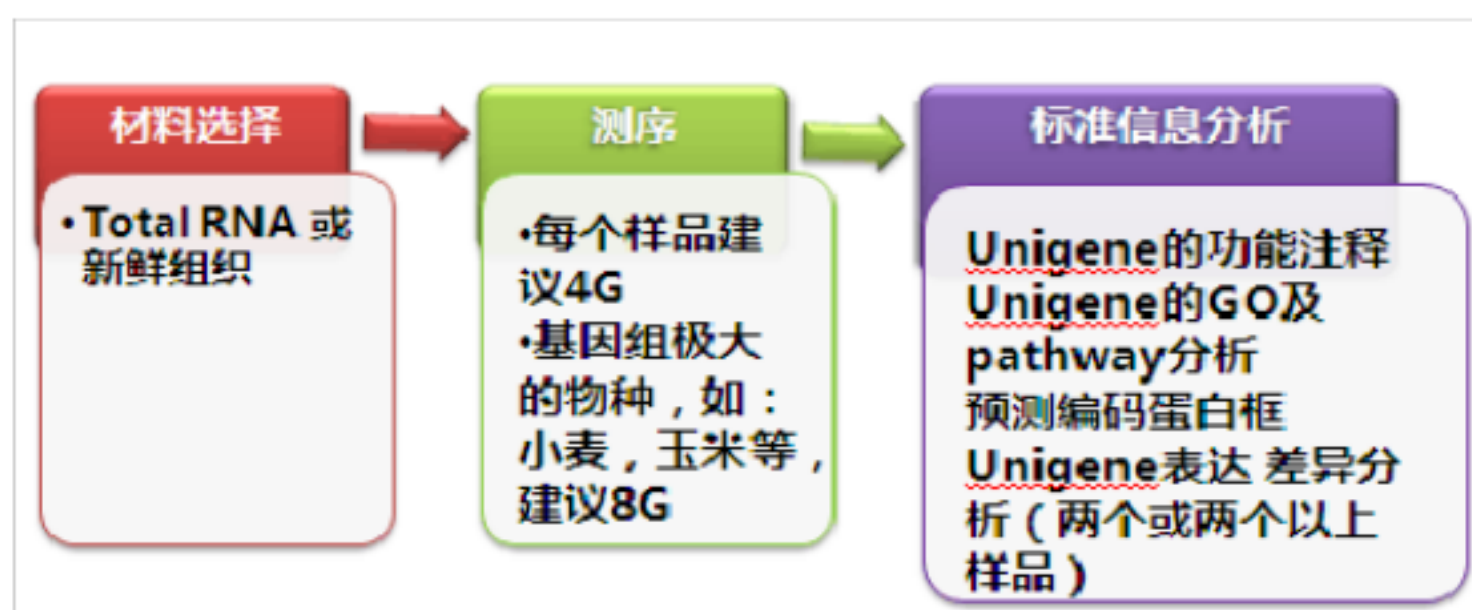 材料选择
• Total RNA 或
新鲜组织
测序
•每个样品建
议4G
•基因组极大
的物种，如：
小麦，玉米等，
建议8G
标准信息分析
Unigene的功能注释
Unigene的GO及
pathway分析
预测编码蛋白框
Unigene表达 差异分
析（两个或两个以上
样品）